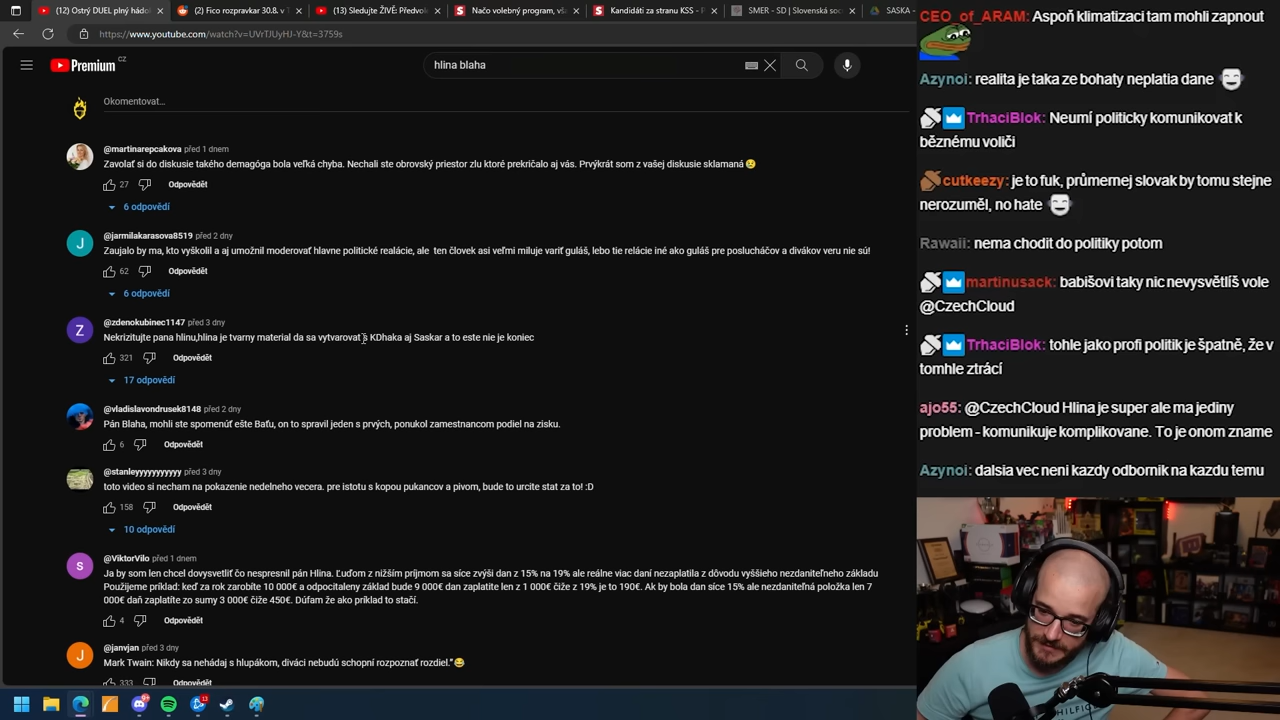 (12) Ostrý DUEL plný hádo
(2) Fico rozpravkar 30.8. v T
(13) Sledujte ŽIVĚ: Předvol
Načo volebný program, vš
Kandidáti za stranu KSS - P
SMER - SD | Slovenská soc
SASKA -
https://www.youtube.com/watch?v=UVrTJUyHJ-Y&t=3759s
Premium CZ
hlina blaha
Okomentovat…
@martinarepcakova před 1 dnem
Zavolať si do diskusie takého demagóga bola veľká chyba. Nechali ste obrovský priestor zlu ktoré prekričalo aj vás. Prvýkrát som z vašej diskusie sklamaná😥
27 Odpovědět
6 odpovědí
@jarmilakarasova8519 před 2 dny
Zaujalo by ma, kto vyškolil a aj umožnil moderovať hlavne politické realácie, ale ten človek asi veľmi miluje variť guláš, lebo tie relácie iné ako guláš pre poslucháčov a divákov veru nie sú!
62 Odpovědět
6 odpovědí
@zdenokubinec1147 před 3 dny
Nekrizitujte pana hlinu,hlina je tvarny material da sa vytvarovat s KDhaka aj Saskar a to este nie je koniec
321 Odpovědět
17 odpovědí
@vladislavondrusek8148 před 2 dny
Pán Blaha, mohli ste spomenúť ešte Baťu, on to spravil jeden s prvých, ponukol zamestnancom podiel na zisku.
6 Odpovědět
@stanleyyyyyyyyyyy před 3 dny
toto video si necham na pokazenie nedelneho vecera. pre istotu s kopou pukancov a pivom, bude to urcite stat za to! :D
158 Odpovědět
10 odpovědí
@ViktorVilo před 1 dnem
Ja by som len chcel dovysvetliť čo nespresnil pán Hlina. Ľuďom z nižším príjmom sa síce zvýši dan z 15% na 19% ale reálne viac daní nezaplatila z dôvodu vyššieho nezdaniteľného základu
Použijeme príklad: keď za rok zarobíte 10 000€ a odpocitaleny základ bude 9 000€ dan zaplatite len z 1 000€ čiže z 19% je to 190€. Ak by bola dan síce 15% ale nezdaniteľná položka len 7
000€ daň zaplatíte zo sumy 3 000€ čiže 450€. Dúfam že ako príklad to stačí.
4 Odpovědět
@janvjan před 3 dny
Mark Twain: Nikdy sa nehádaj s hlupákom, diváci nebudú schopní rozpoznať rozdiel."😂
333 Odpovědět
CEO_of_ARAM: Aspoň klimatizaci tam mohli zapnout
Azynoi: realita je taka ze bohaty neplatia dane
TrhaciBlok: Neumí politicky komunikovat k
běznému voliči
cutkeezy: je to fuk, průmernej slovak by tomu stejne
nerozuměl, no hate
Rawaii: nema chodit do politiky potom
martinusack: babišovi taky nic nevysvětlíš vole
@CzechCloud
TrhaciBlok: tohle jako profi politik je špatně, že v
tomhle ztrácí
ajo55: @CzechCloud Hlina je super ale ma jediny
problem - komunikuje komplikovane. To je onom zname
Azynoi: dalsia vec neni kazdy odbornik na kazdu temu